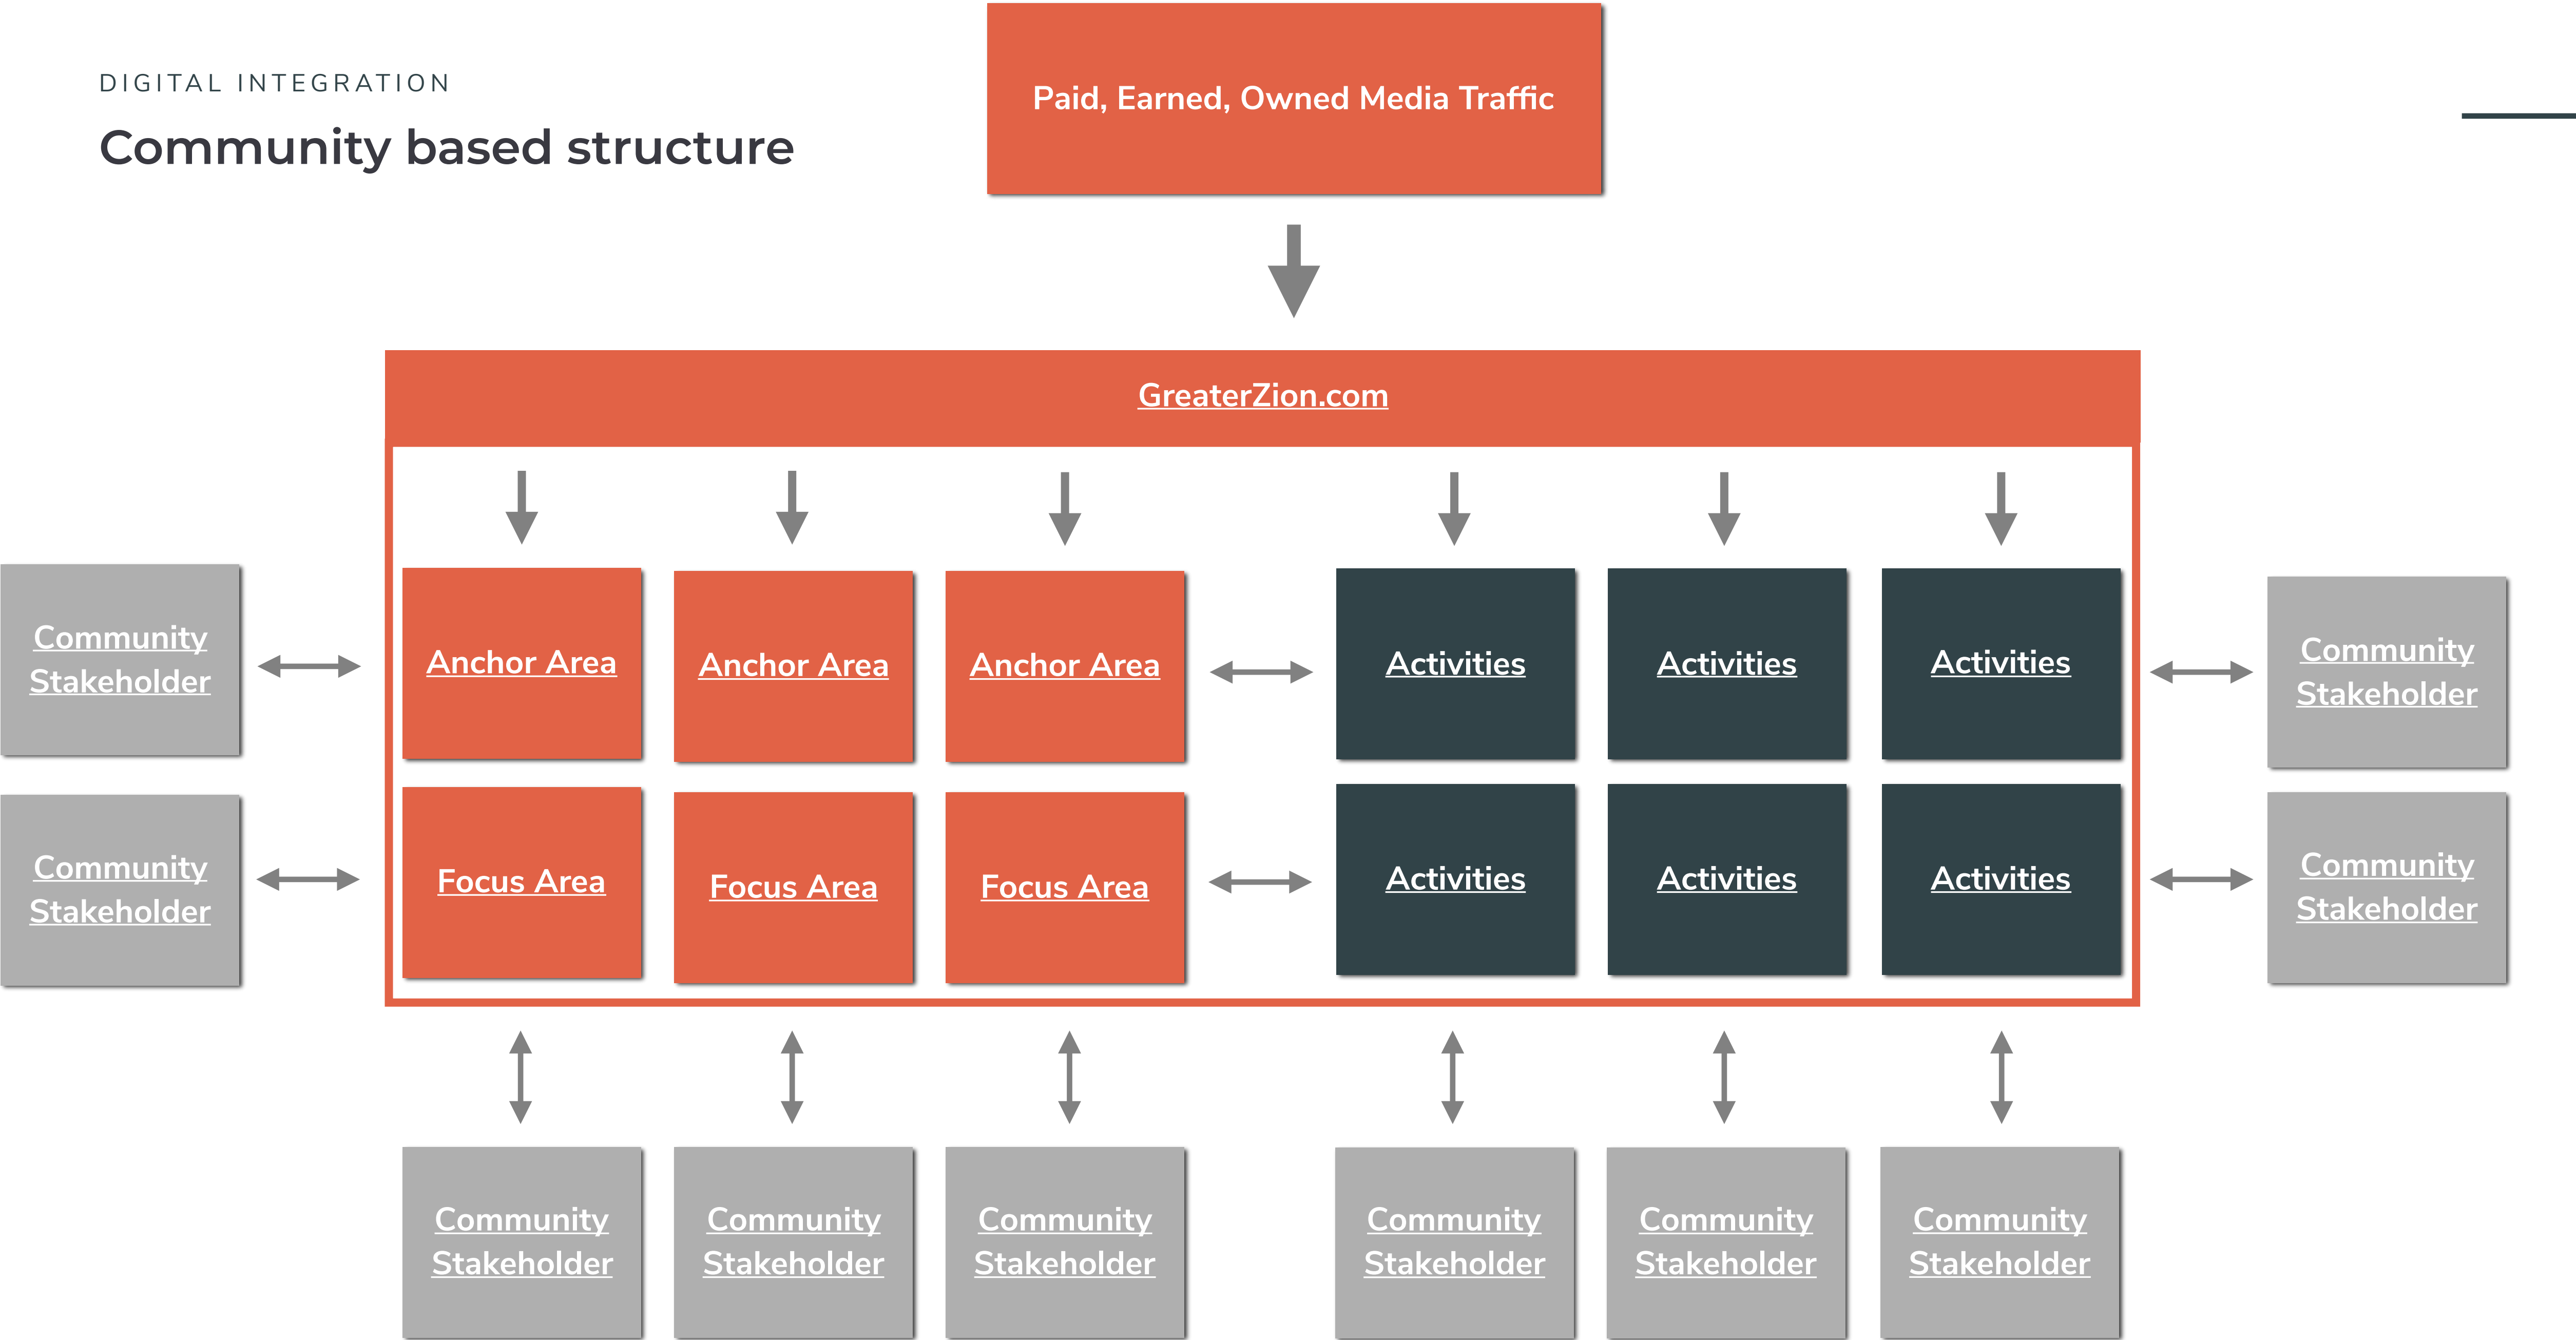 DIGITAL INTEGRATION
Community based structure
Paid, Earned, Owned Media Traffic
GreaterZion.com
Community
Stakeholder
Anchor Area
Anchor Area
Anchor Area
Activities
Activities
Activities
Community
Stakeholder
Community
Stakeholder
Focus Area
Focus Area
Focus Area
Activities
Activities
Activities
Community
Stakeholder
Community
Stakeholder
Community
Stakeholder
Community
Stakeholder
Community
Stakeholder
Community
Stakeholder
Community
Stakeholder